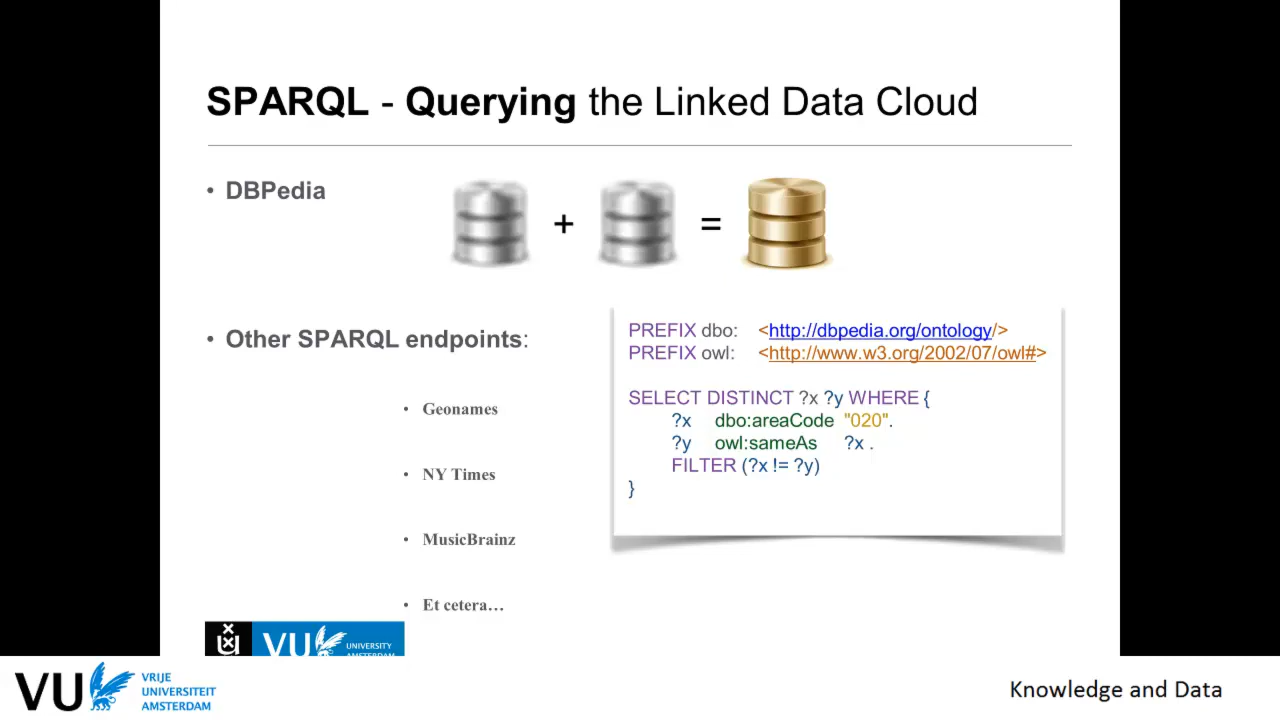 SPARQL - Querying the Linked Data Cloud
• DBPedia
+ =
• Other SPARQL endpoints:
• Geonames
• NY Times
• MusicBrainz
• Et cetera…
PREFIX dbo: <http://dbpedia.org/ontology/>
PREFIX owl: <http://www.w3.org/2002/07/owl#>
SELECT DISTINCT ?x ?y WHERE {
?x dbo:areaCode "020".
?y owl:sameAs ?x .
FILTER (?x != ?y)
}
VU UNIVERSITY
AMSTERDAM
VU VRIJE
UNIVERSITEIT
AMSTERDAM
Knowledge and Data